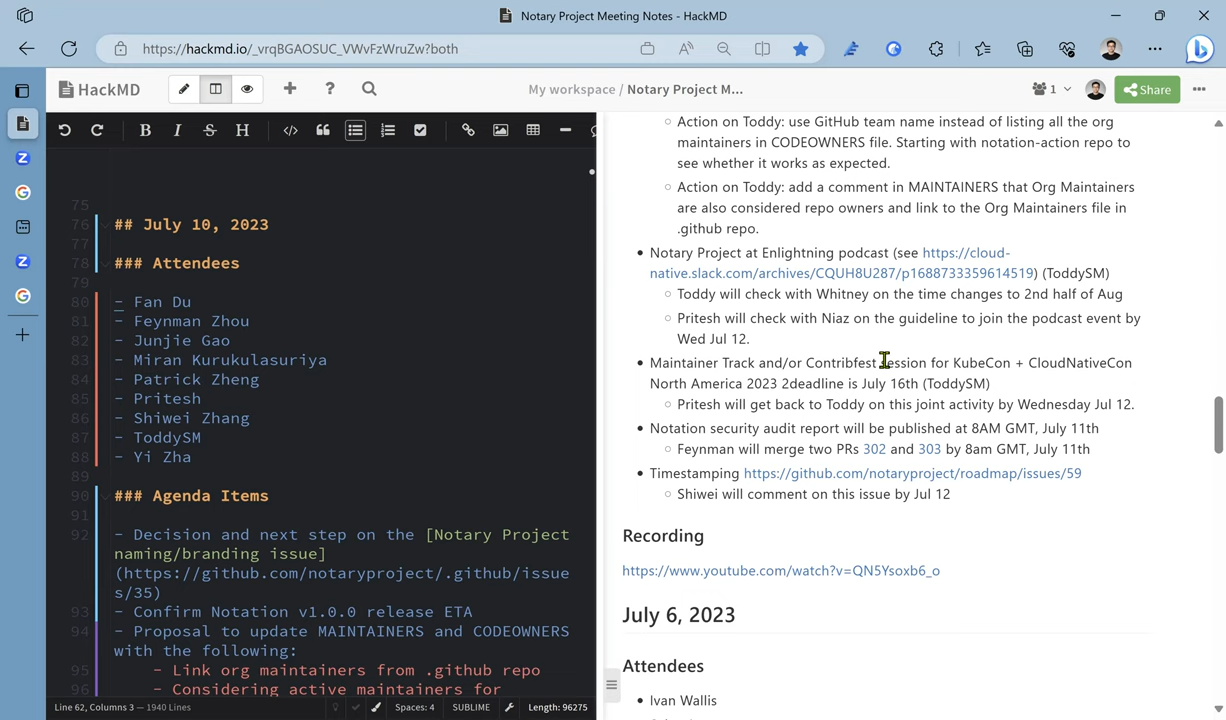 Notary Project Meeting Notes - HackMD
https://hackmd.io/_vrqBGAOSUC_VWvFzWruZw?both
HackMD
My workspace / Notary Project M...
1
Share
75
76 ## July 10, 2023
77
78 ### Attendees
79
80 - Fan Du
81 - Feynman Zhou
82 - Junjie Gao
83 - Miran Kurukulasuriya
84 - Patrick Zheng
85 - Pritesh
86 - Shiwei Zhang
87 - ToddySM
88 - Yi Zha
89
90 ### Agenda Items
91
92 - Decision and next step on the [Notary Project
naming/branding issue]
(https://github.com/notaryproject/.github/issue
s/35)
93 - Confirm Notation v1.0.0 release ETA
94 - Proposal to update MAINTAINERS and CODEOWNERS
with the following:
95 - Link org maintainers from .github repo
96 - Considering active maintainers for
Line 62, Columns 3 — 1940 Lines
Spaces: 4
SUBLIME
Length: 96275
Action on Toddy: use GitHub team name instead of listing all the org
maintainers in CODEOWNERS file. Starting with notation-action repo to
see whether it works as expected.
Action on Toddy: add a comment in MAINTAINERS that Org Maintainers
are also considered repo owners and link to the Org Maintainers file in
.github repo.
Notary Project at Enlightning podcast (see https://cloud-
native.slack.com/archives/CQUH8U287/p1688733359614519) (ToddySM)
Toddy will check with Whitney on the time changes to 2nd half of Aug
Pritesh will check with Niaz on the guideline to join the podcast event by
Wed Jul 12.
Maintainer Track and/or Contribfest session for KubeCon + CloudNativeCon
North America 2023 2deadline is July 16th (ToddySM)
Pritesh will get back to Toddy on this joint activity by Wednesday Jul 12.
Notation security audit report will be published at 8AM GMT, July 11th
Feynman will merge two PRs 302 and 303 by 8am GMT, July 11th
Timestamping https://github.com/notaryproject/roadmap/issues/59
Shiwei will comment on this issue by Jul 12
Recording
https://www.youtube.com/watch?v=QN5Ysoxb6_o
July 6, 2023
Attendees
Ivan Wallis